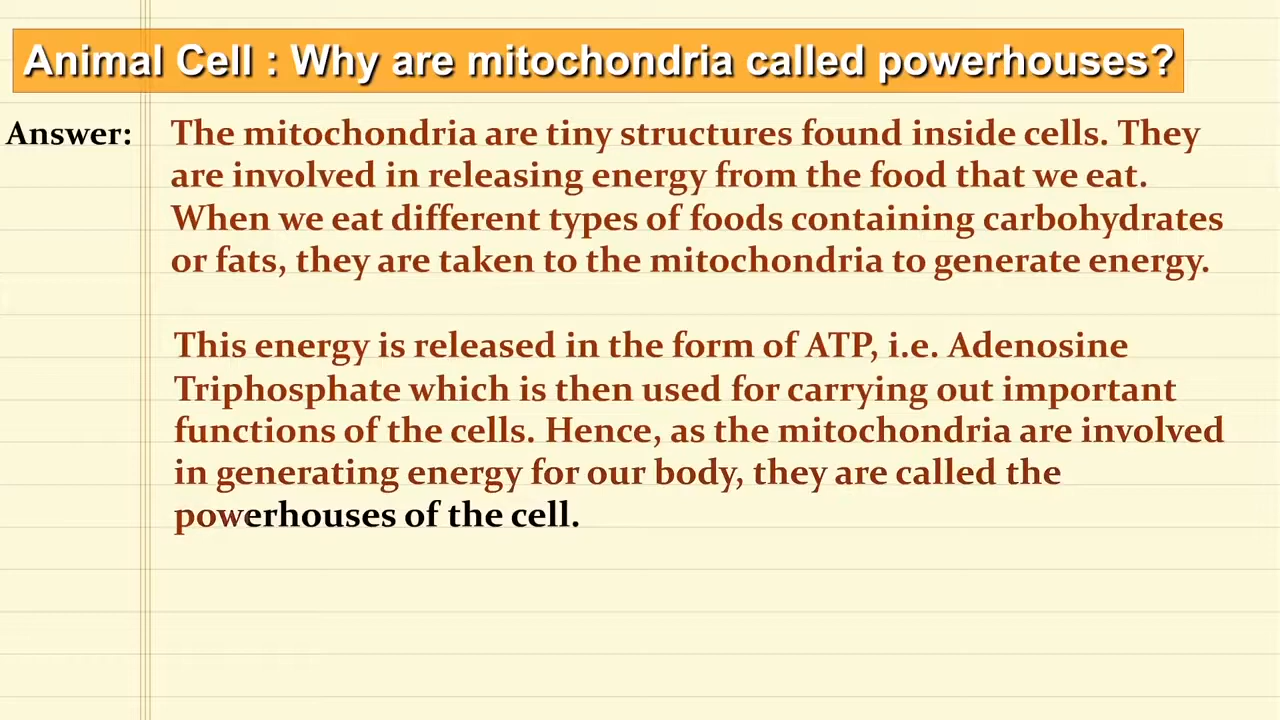 Animal Cell : Why are mitochondria called powerhouses?
Answer: The mitochondria are tiny structures found inside cells. They
are involved in releasing energy from the food that we eat.
When we eat different types of foods containing carbohydrates
or fats, they are taken to the mitochondria to generate energy.
This energy is released in the form of ATP, i.e. Adenosine
Triphosphate which is then used for carrying out important
functions of the cells. Hence, as the mitochondria are involved
in generating energy for our body, they are called the
powerhouses of the cell.